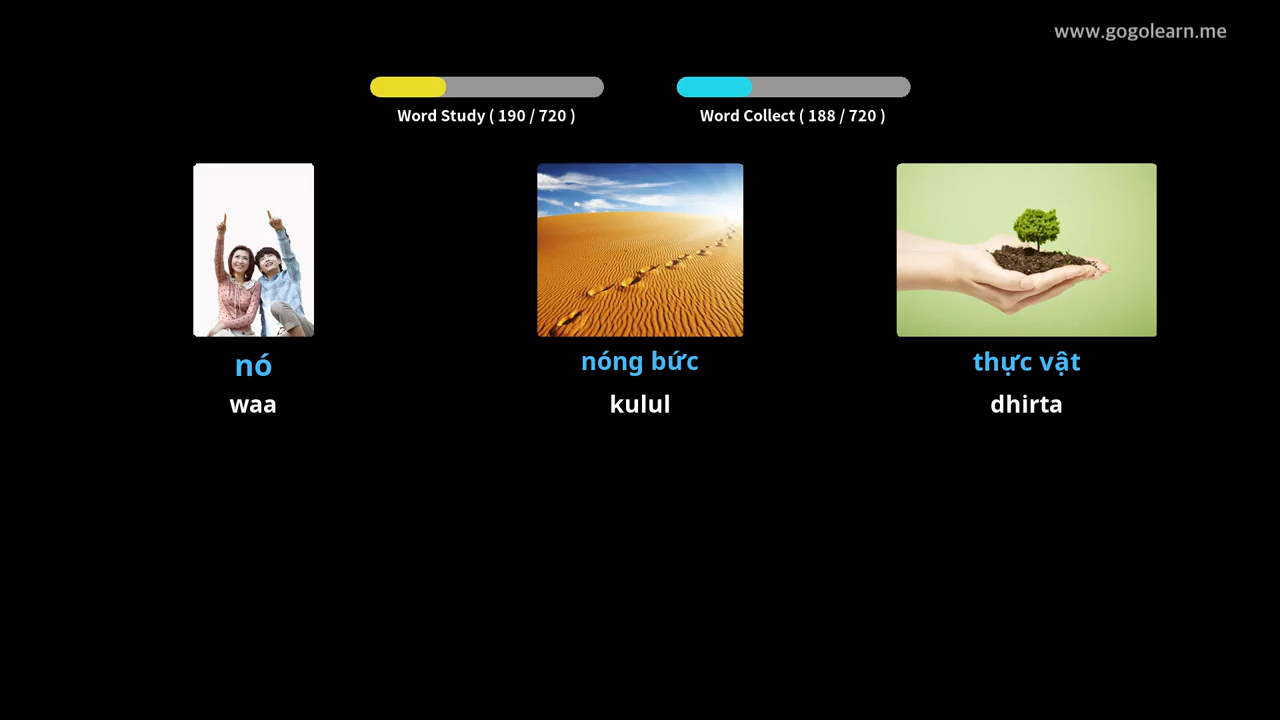 www.gogolearn.me
Word Study ( 190 / 720 )
Word Collect ( 188 / 720 )
nó
nóng bức
thực vật
waa
kulul
dhirta